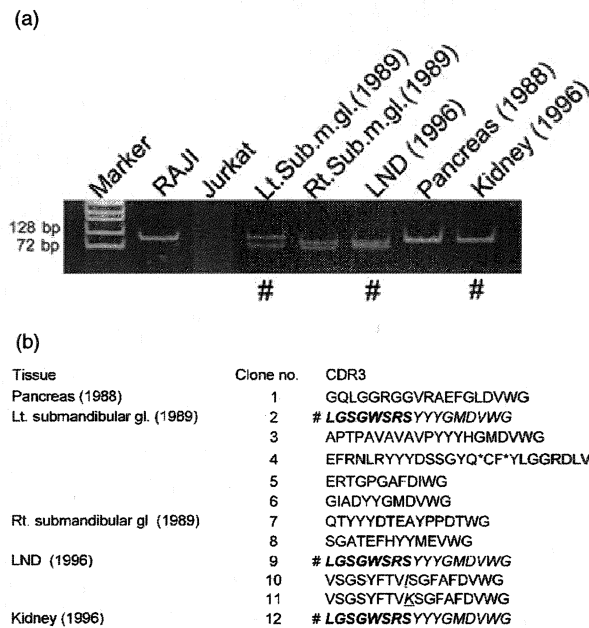 (a)
Marker RAJI Jurkat Lt.Sub.m.gl.(1989) Rt.Sub.m.gl.(1989) LND (1996) Pancreas (1988) Kidney (1996)
128 bp
72 bp
# # #
(b)
Tissue Clone no. CDR3
Pancreas (1988) 1 GQLGGRGGVRAEFGLDVWG
Lt. submandibular gl. (1989) 2 # LGSGWSRSYYYGMDVWG
3 APTPAVAVAVPYYYHGMDVWG
4 EFRNLRYYYDSSGYQ*CF*YLGGRDLV
5 ERTGPGAFDIWG
6 GIADYYGMDVWG
Rt. submandibular gl (1989) 7 QTYYYDTEAYPPDTWG
8 SGATEFHYYMEVWG
LND (1996) 9 # LGSGWSRSYYYGMDVWG
10 VSGSYFTVISGFAFDVWG
11 VSGSYFTVKSGFAFDVWG
Kidney (1996) 12 # LGSGWSRSYYYGMDVWG